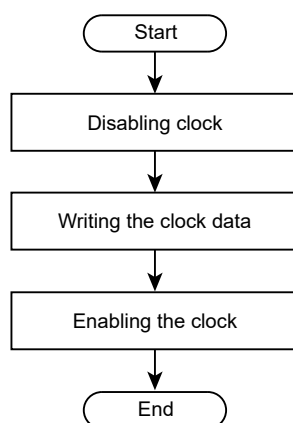 Start
Disabling clock
Writing the clock data
Enabling the clock
End